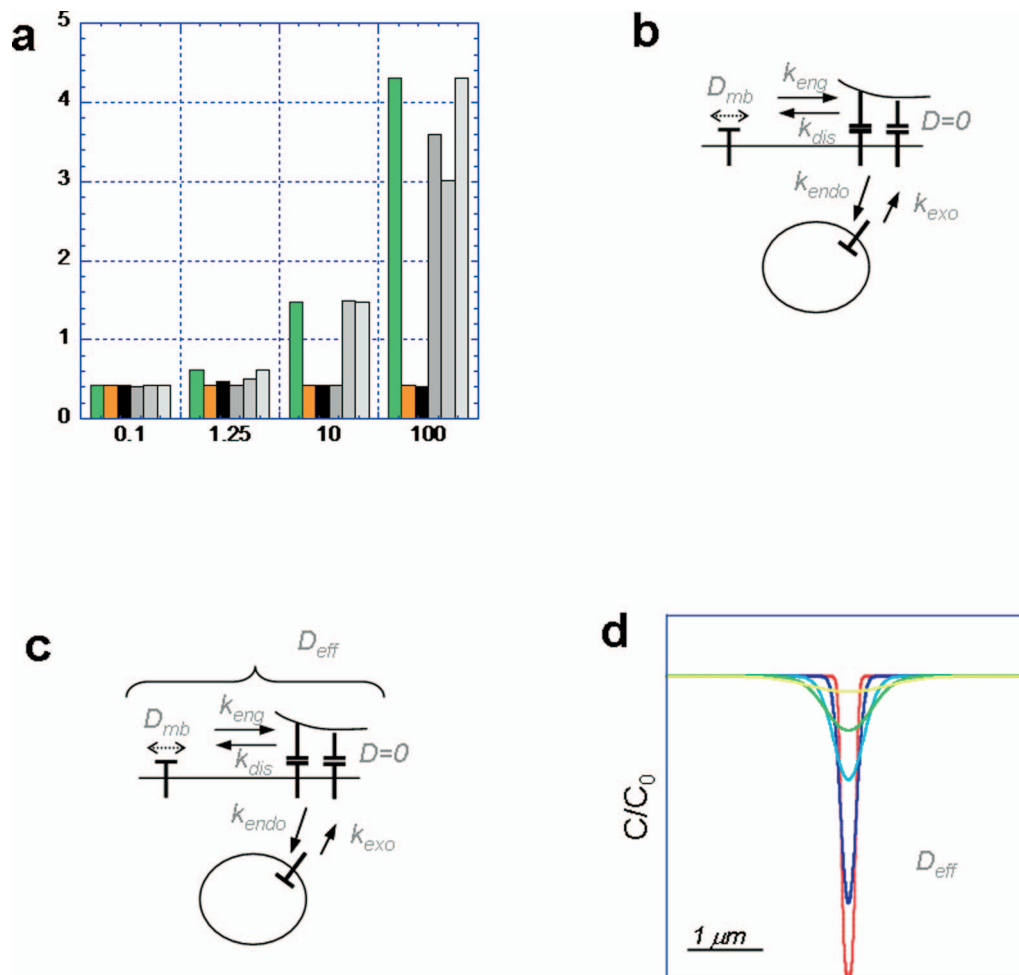 a
5
4
3
2
1
0
0.1 1.25 10 100
b
D_mb
k_eng
k_dis
D=0
k_endo
k_exo
c
D_eff
D_mb
k_eng
k_dis
D=0
k_endo
k_exo
d
C/C_0
D_eff
1 μm